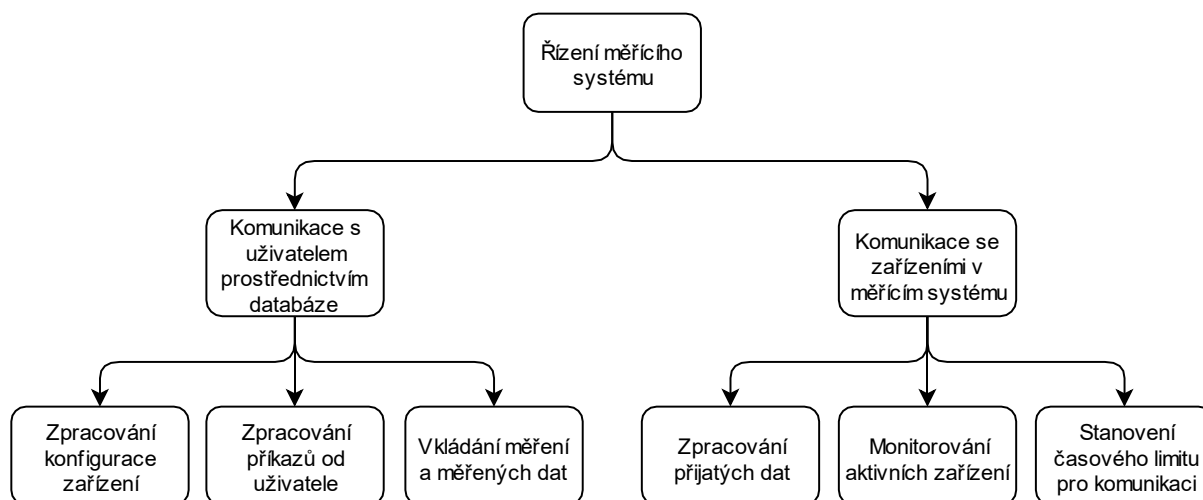 Řízení měřícího
systému
Komunikace s
uživatelem
prostřednictvím
databáze
Komunikace se
zařízeními v
měřícím systému
Zpracování
konfigurace
zařízení
Zpracování
příkazů od
uživatele
Vkládání měření
a měřených dat
Zpracování
přijatých dat
Monitorování
aktivních zařízení
Stanovení
časového limitu
pro komunikaci